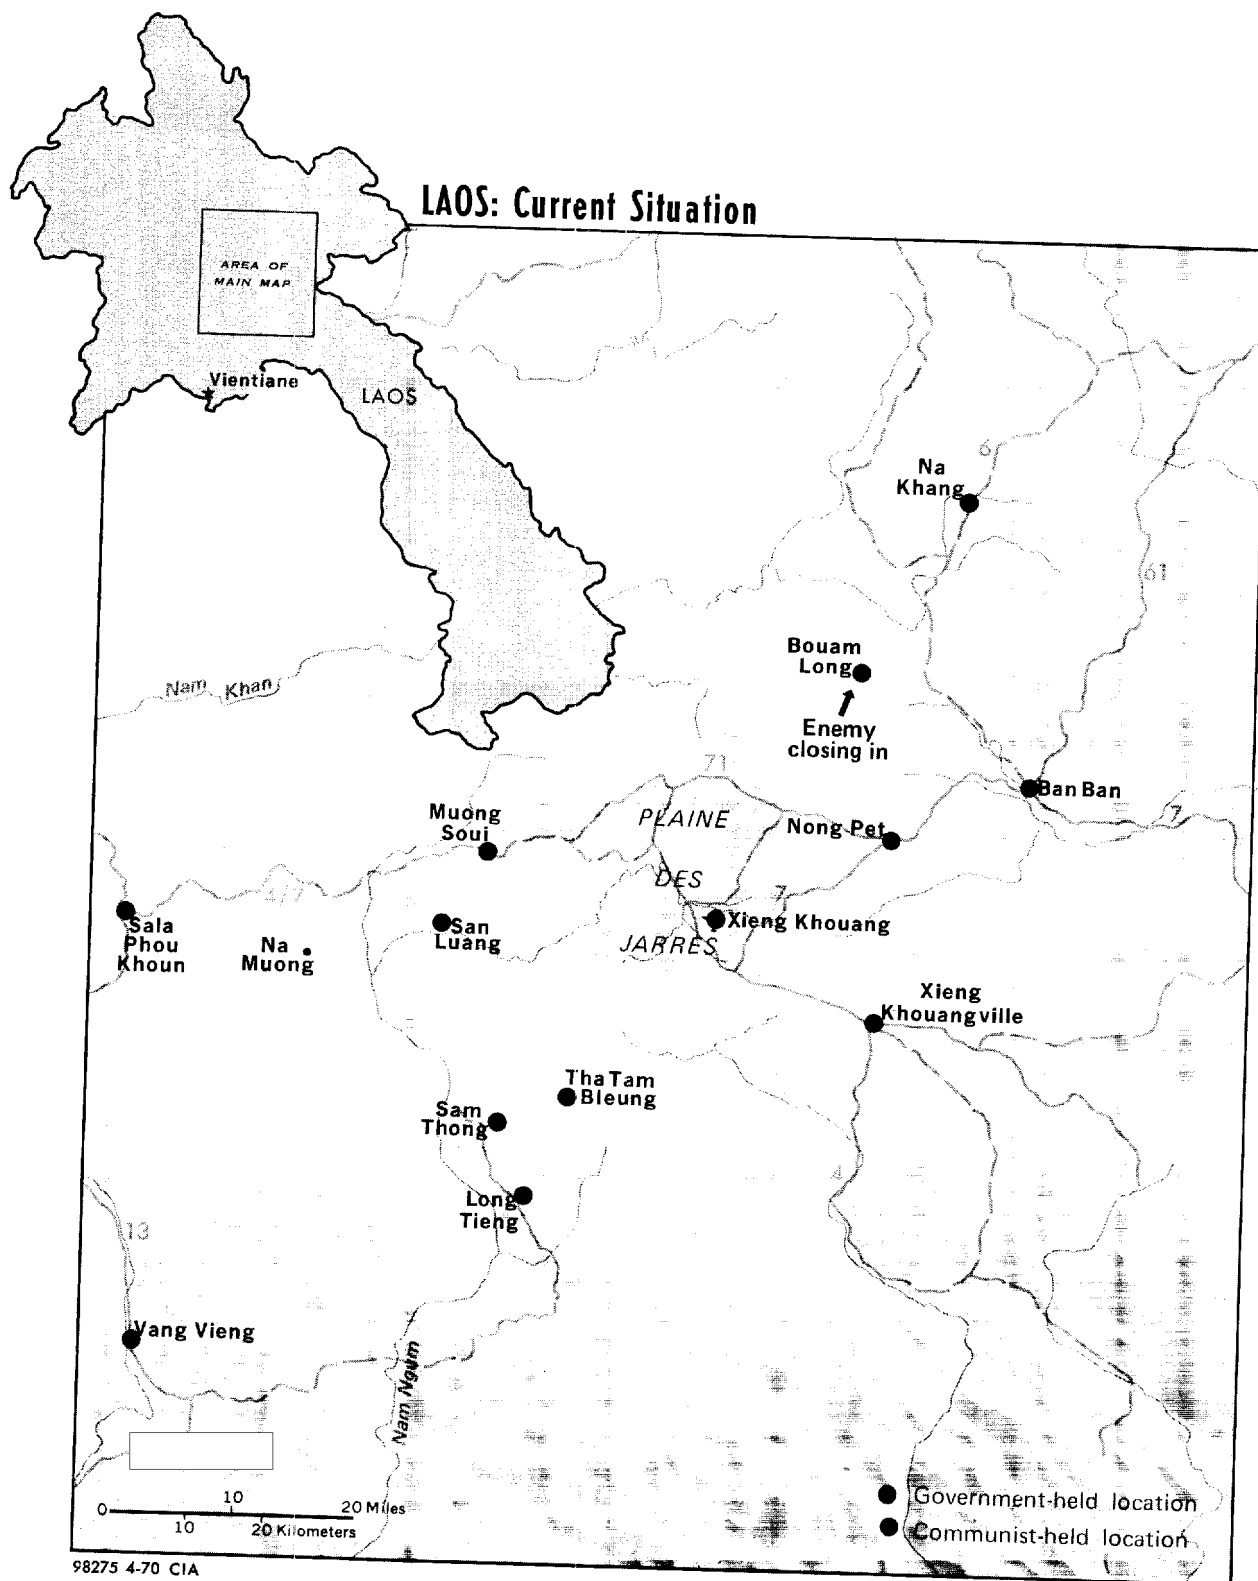 LAOS: Current Situation
AREA OF
MAIN MAP
Vientiane
LAOS
6
Na
Khang
61
Bouam
Long
Nam Khan
Enemy
closing in
71
Ban Ban
7
Muong
Soui
PLAINE
Nong Pet
DES
4/7
7
Xieng Khouang
Sala
Phou
Khoun
San
Luang
Na
Muong
JARRES
Xieng
Khouangville
Tha Tam
Bleung
Sam
Thong
4
Long
Tieng
13
Vang Vieng
Nam Ngum
0 10 20 Miles
10 20 Kilometers
Government-held location
Communist-held location
98275 4-70 CIA